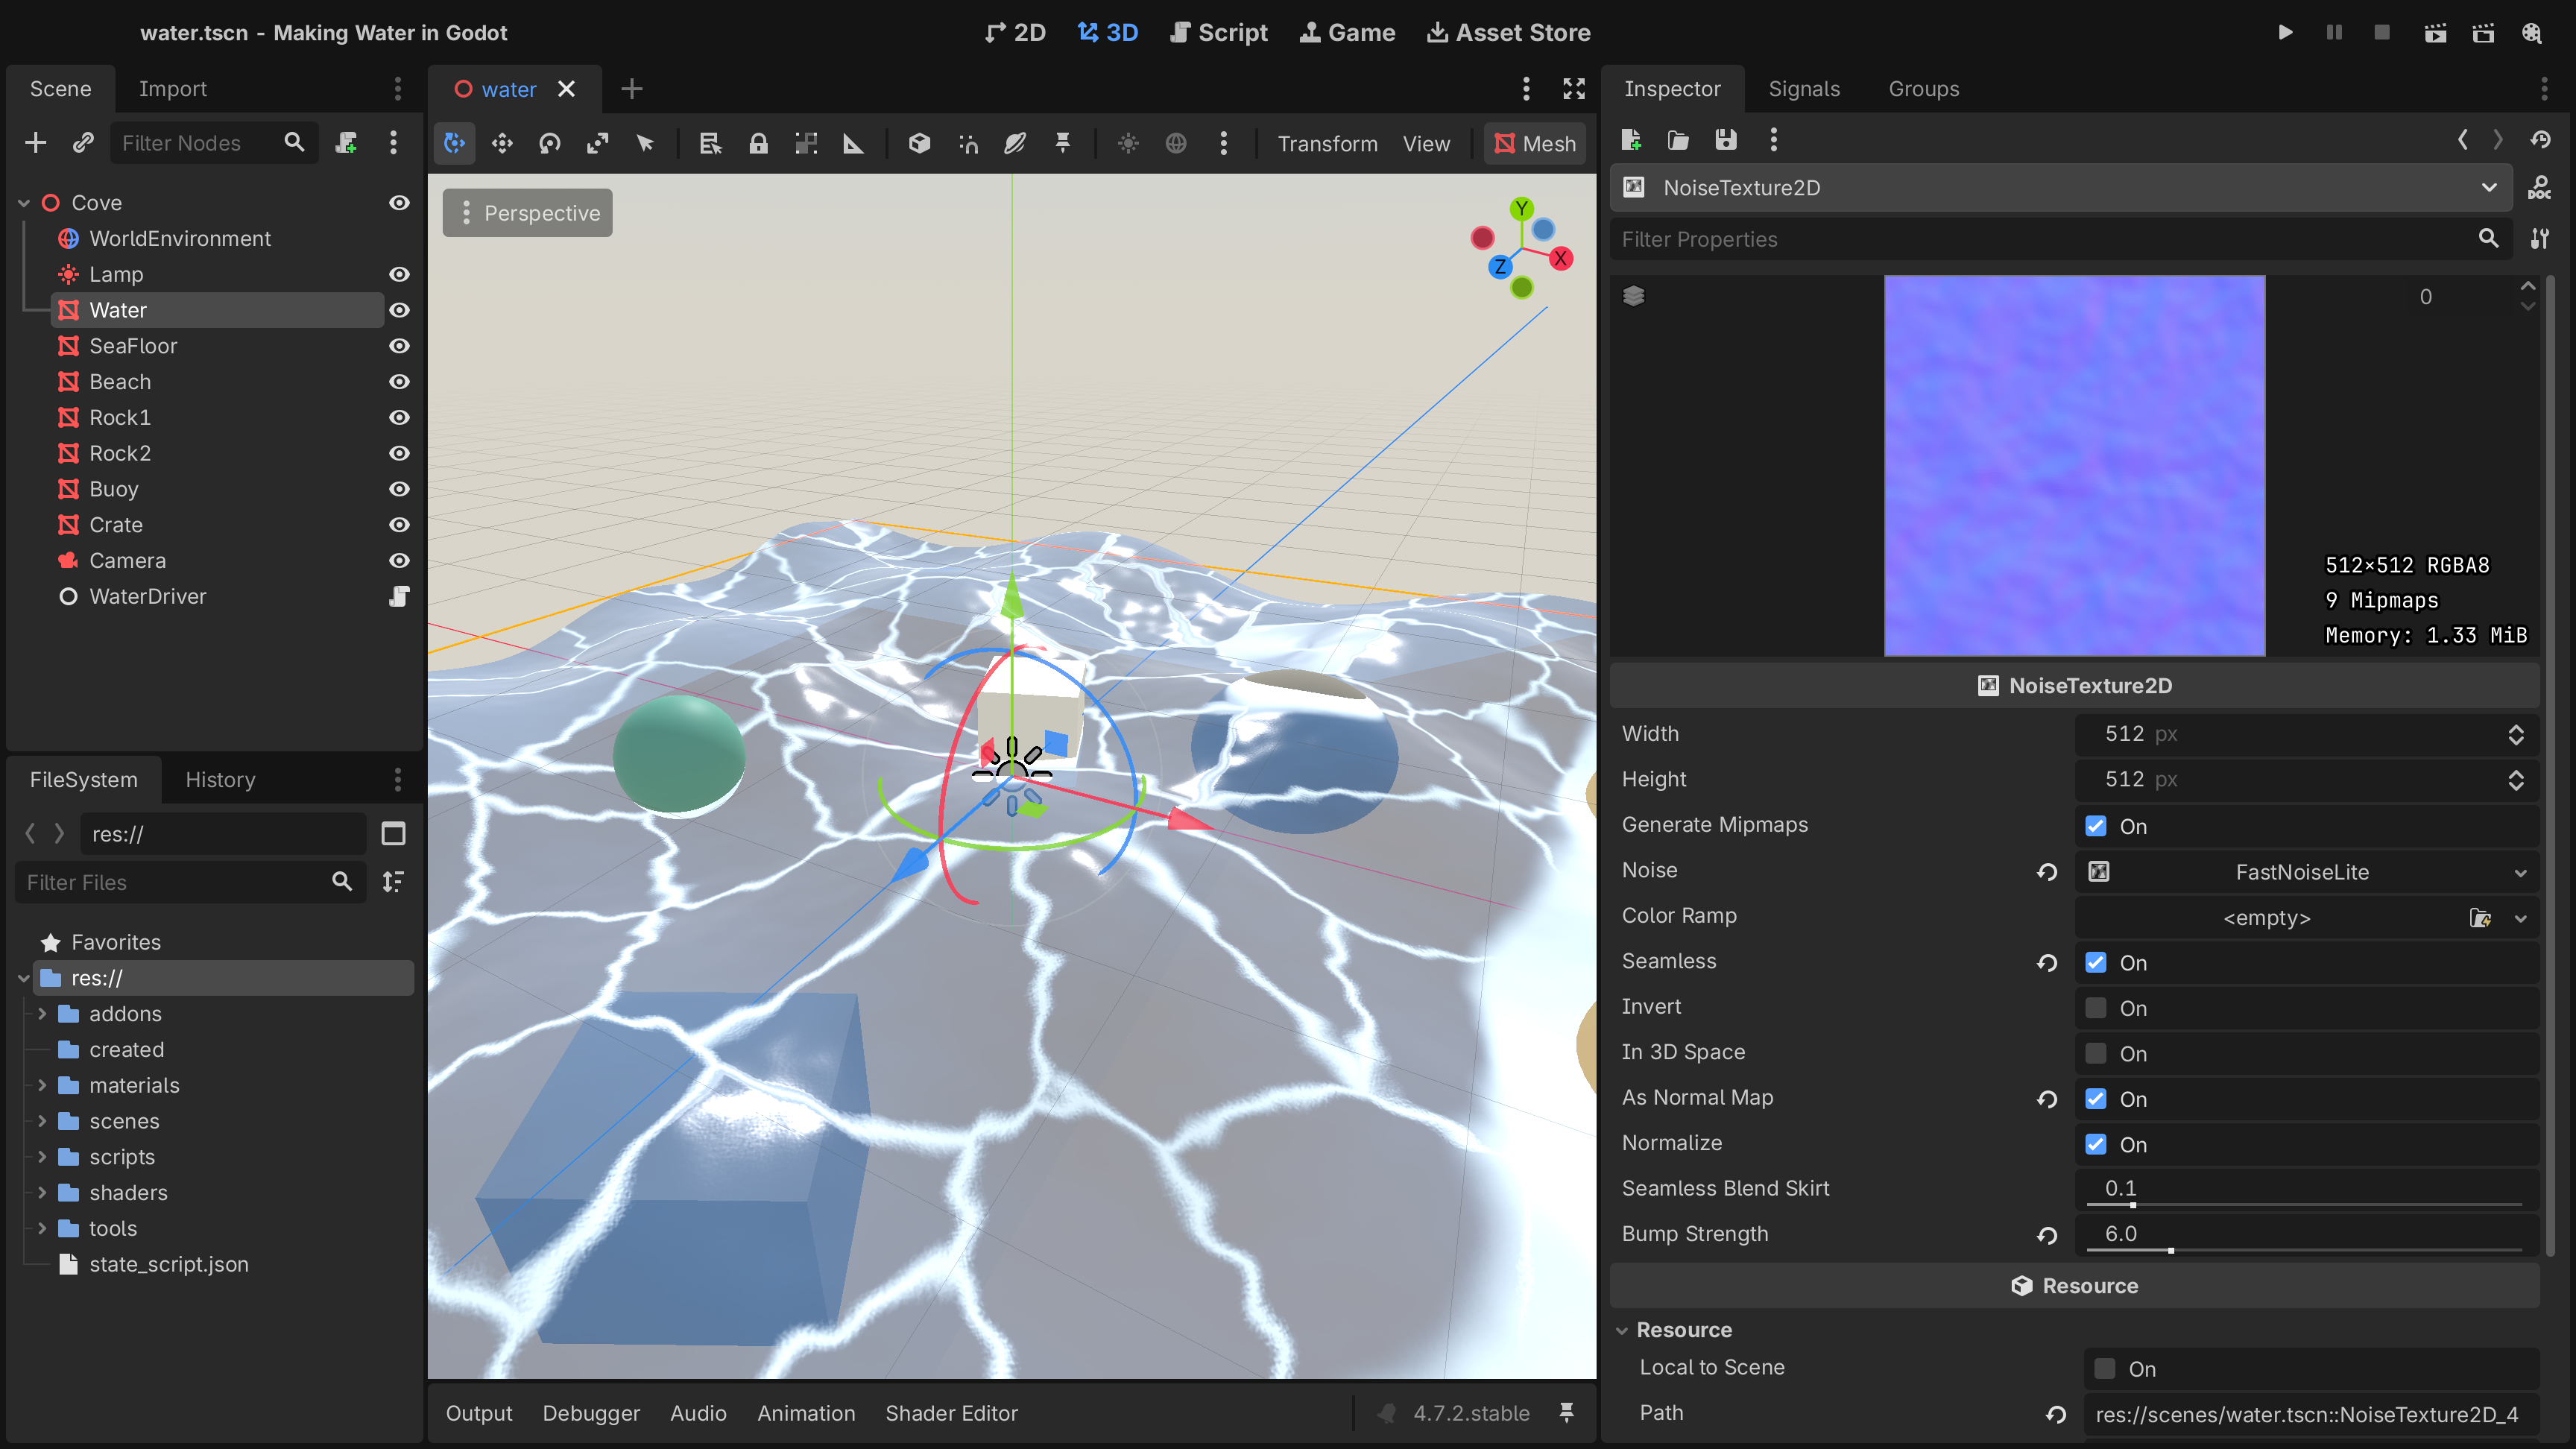 water.tscn - Making Water in Godot
2D
3D
Script
Game
Asset Store
Scene
Import
Filter Nodes
Cove
WorldEnvironment
Lamp
Water
SeaFloor
Beach
Rock1
Rock2
Buoy
Crate
Camera
WaterDriver
FileSystem
History
res://
Filter Files
Favorites
res://
addons
created
materials
scenes
scripts
shaders
tools
state_script.json
water
Transform
View
Mesh
Perspective
Y
X
Z
Output
Debugger
Audio
Animation
Shader Editor
4.7.2.stable
Inspector
Signals
Groups
NoiseTexture2D
DOC
Filter Properties
0
512×512 RGBA8
9 Mipmaps
Memory: 1.33 MiB
NoiseTexture2D
Width
512 px
Height
512 px
Generate Mipmaps
On
Noise
FastNoiseLite
Color Ramp
<empty>
Seamless
On
Invert
On
In 3D Space
On
As Normal Map
On
Normalize
On
Seamless Blend Skirt
0.1
Bump Strength
6.0
Resource
Resource
Local to Scene
On
Path
res://scenes/water.tscn::NoiseTexture2D_4